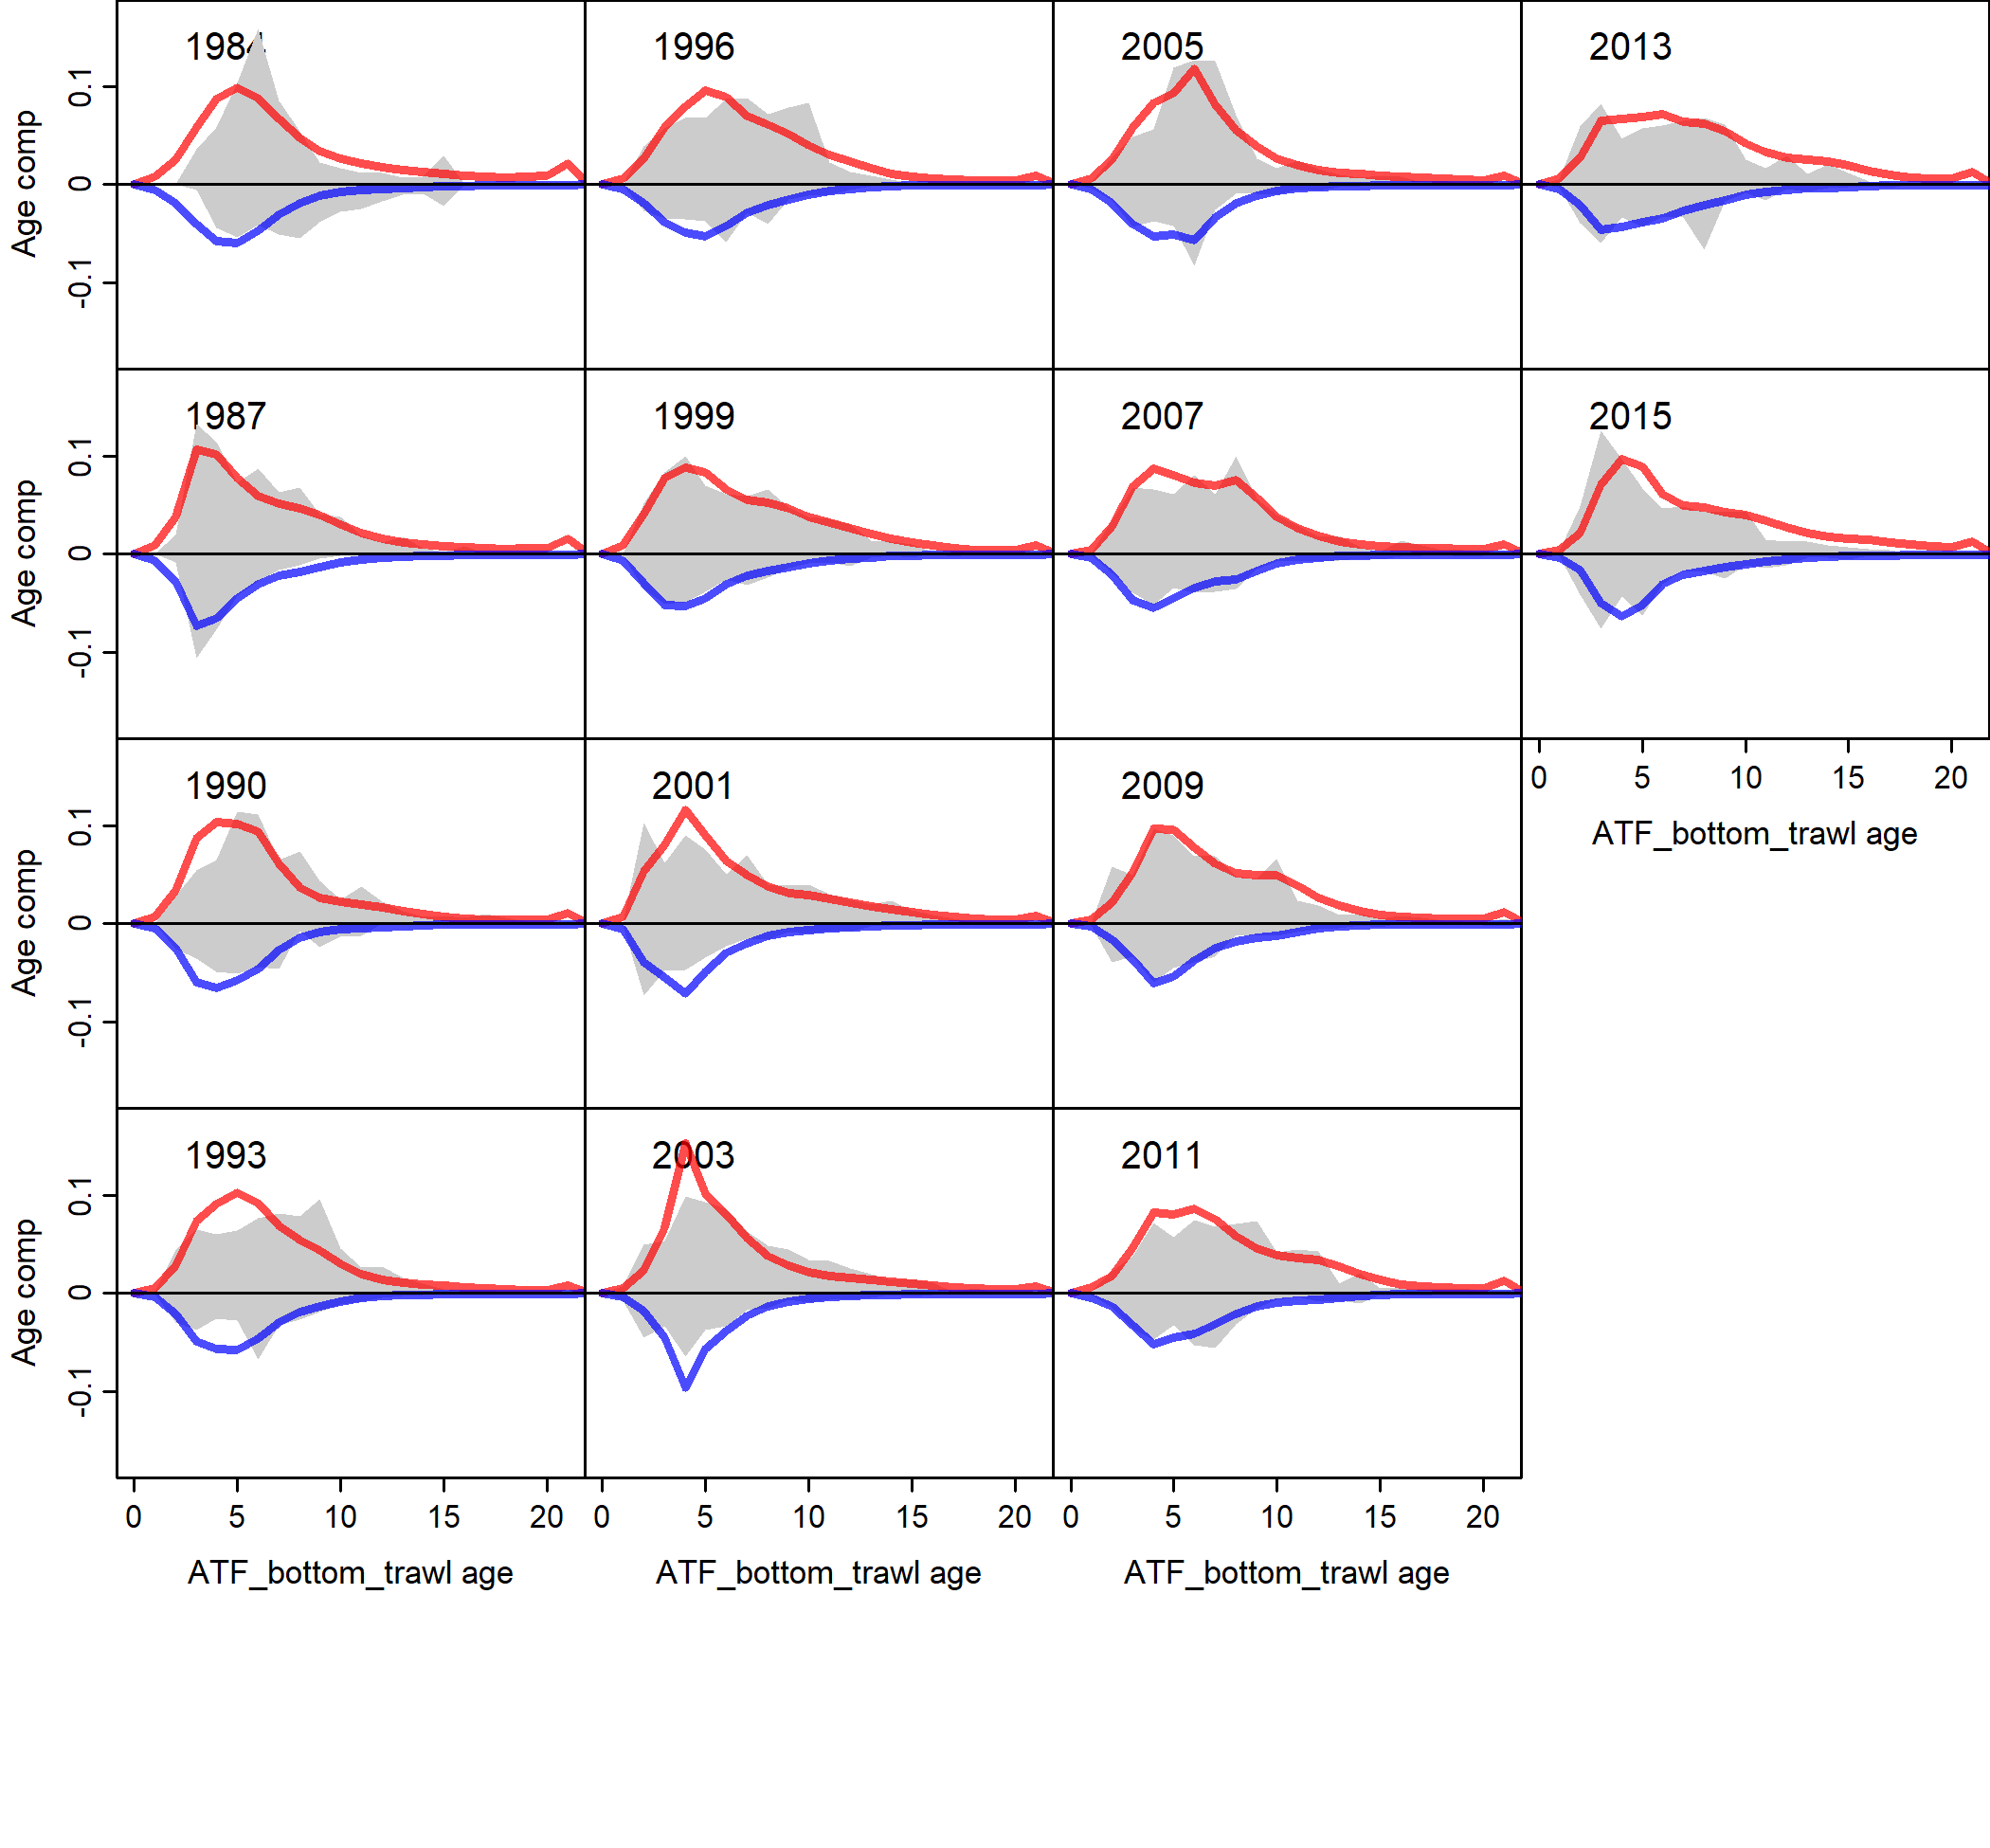 1984 1996 2005 2013
Age comp
0.1
0
-0.1
1987 1999 2007 2015
Age comp
0.1
0
-0.1
0 5 10 15 20
ATF_bottom_trawl age
1990 2001 2009
Age comp
0.1
0
-0.1
1993 2003 2011
Age comp
0.1
0
-0.1
0 5 10 15 20 0 5 10 15 20 0 5 10 15 20
ATF_bottom_trawl age ATF_bottom_trawl age ATF_bottom_trawl age